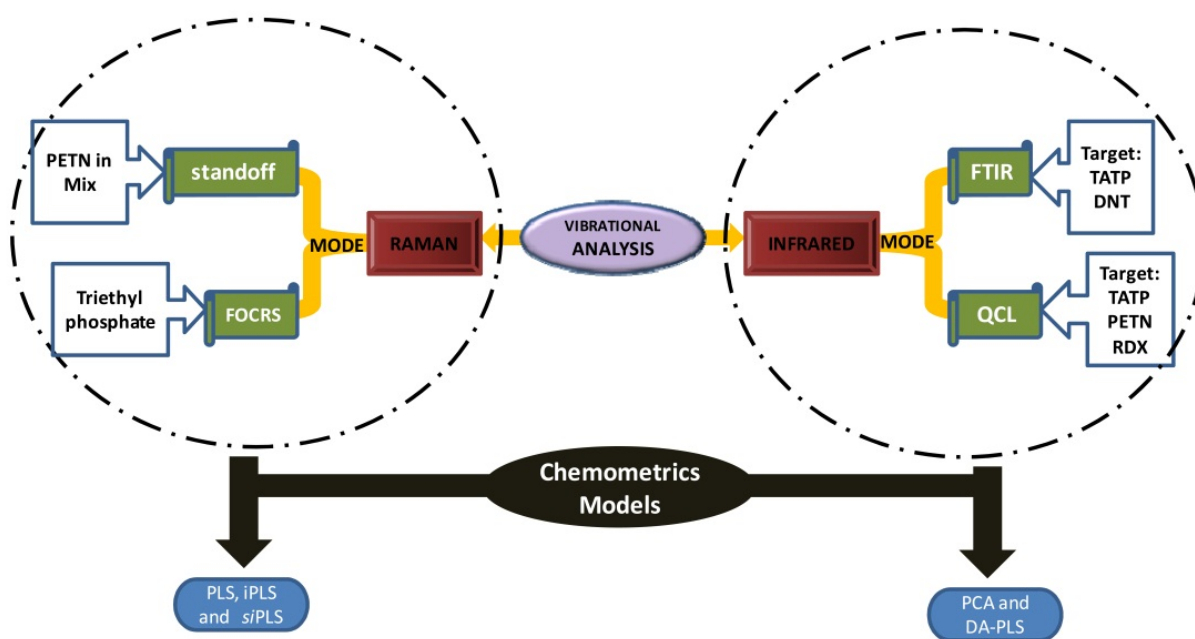 PETN in
Mix
standoff
Triethyl
phosphate
FOCRS
MODE
RAMAN
VIBRATIONAL
ANALYSIS
INFRARED
MODE
FTIR
Target:
TATP
DNT
QCL
Target:
TATP
PETN
RDX
Chemometrics
Models
PLS, iPLS
and siPLS
PCA and
DA-PLS